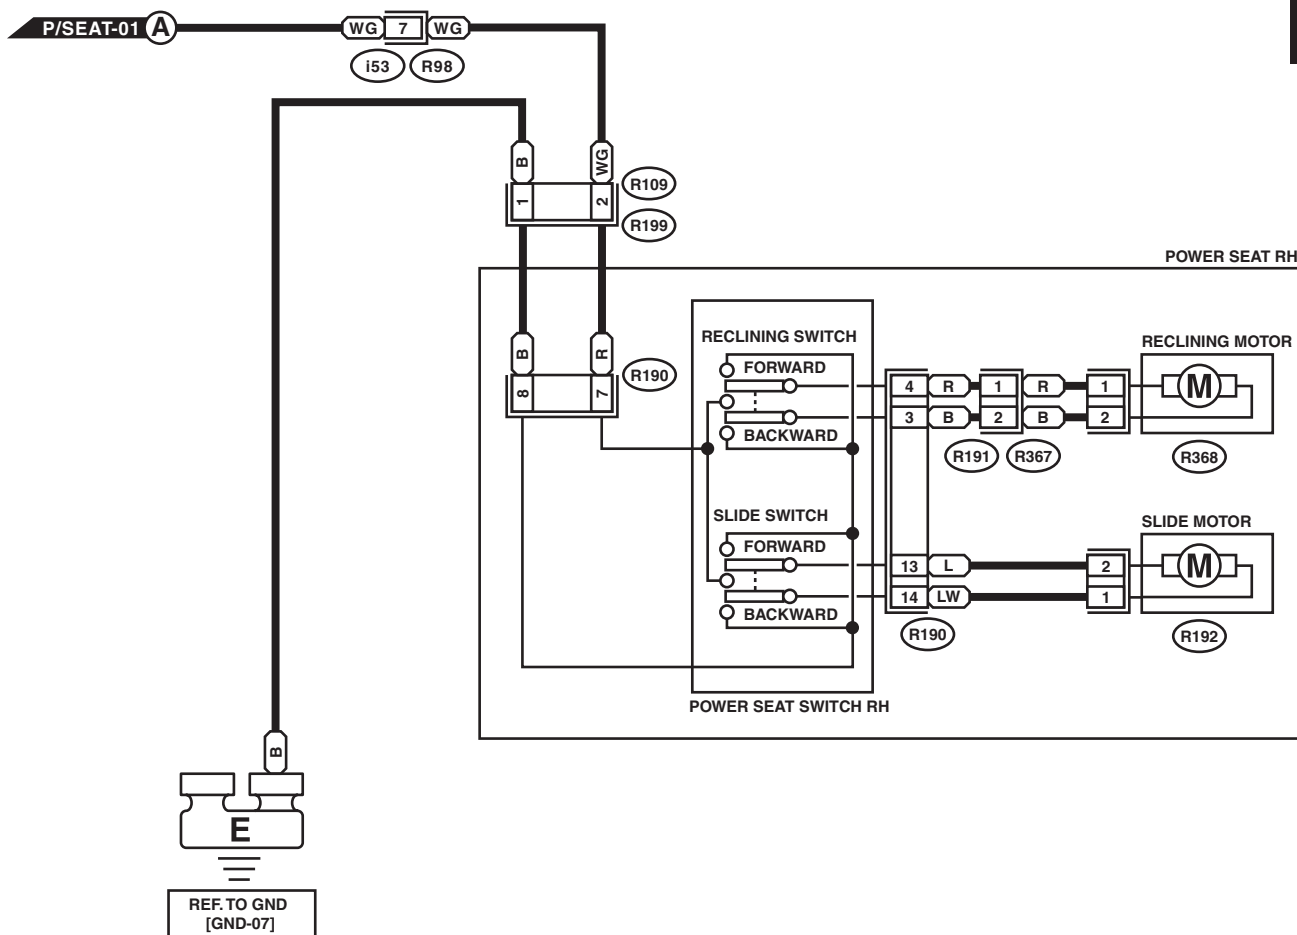 P/SEAT-01 A
WG 7 WG
i53 R98
B WG
1 2 R109
R199
POWER SEAT RH
B R
8 7 R190
RECLINING SWITCH
FORWARD
BACKWARD
4 R 1 R 1
3 B 2 B 2
R191 R367
RECLINING MOTOR
M
R368
SLIDE SWITCH
FORWARD
BACKWARD
13 L 2
14 LW 1
R190
SLIDE MOTOR
M
R192
POWER SEAT SWITCH RH
B
E
REF. TO GND
[GND-07]